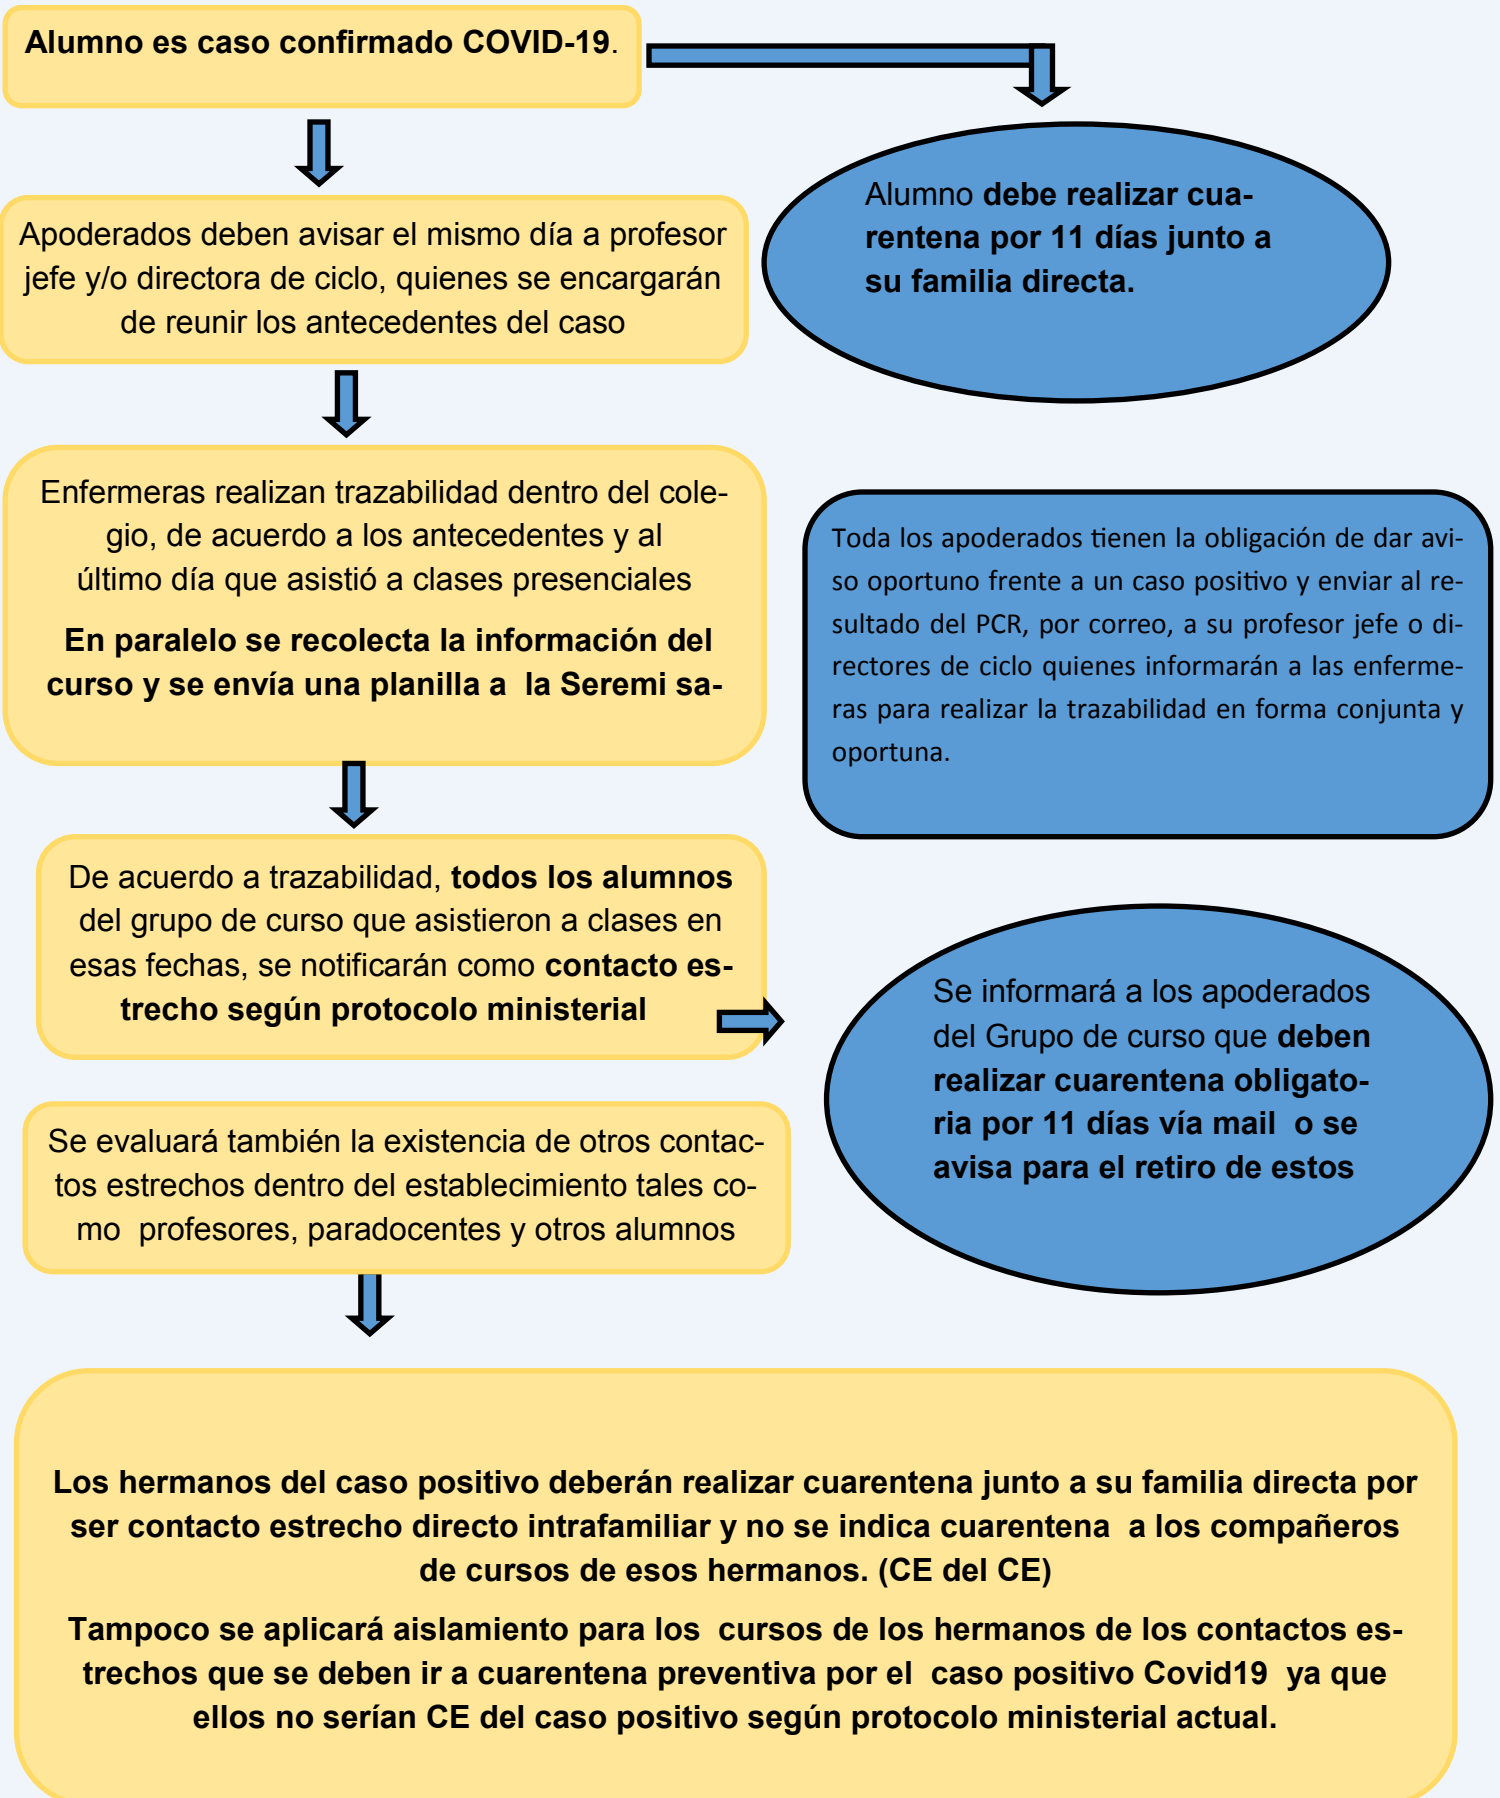 Alumno es caso confirmado COVID-19.
Alumno debe realizar cua-
rentena por 11 días junto a
su familia directa.
Apoderados deben avisar el mismo día a profesor
jefe y/o directora de ciclo, quienes se encargarán
de reunir los antecedentes del caso
Enfermeras realizan trazabilidad dentro del cole-
gio, de acuerdo a los antecedentes y al
último día que asistió a clases presenciales
En paralelo se recolecta la información del
curso y se envía una planilla a  la Seremi sa-
Toda los apoderados tienen la obligación de dar avi-
so oportuno frente a un caso positivo y enviar al re-
sultado del PCR, por correo, a su profesor jefe o di-
rectores de ciclo quienes informarán a las enferme-
ras para realizar la trazabilidad en forma conjunta y
oportuna.
De acuerdo a trazabilidad, todos los alumnos
del grupo de curso que asistieron a clases en
esas fechas, se notificarán como contacto es-
trecho según protocolo ministerial
Se informará a los apoderados
del Grupo de curso que deben
realizar cuarentena obligato-
ria por 11 días vía mail  o se
avisa para el retiro de estos
Se evaluará también la existencia de otros contac-
tos estrechos dentro del establecimiento tales co-
mo  profesores, paradocentes y otros alumnos
Los hermanos del caso positivo deberán realizar cuarentena junto a su familia directa por
ser contacto estrecho directo intrafamiliar y no se indica cuarentena  a los compañeros
de cursos de esos hermanos. (CE del CE)
Tampoco se aplicará aislamiento para los  cursos de los hermanos de los contactos es-
trechos que se deben ir a cuarentena preventiva por el  caso positivo Covid19  ya que
ellos no serían CE del caso positivo según protocolo ministerial actual.